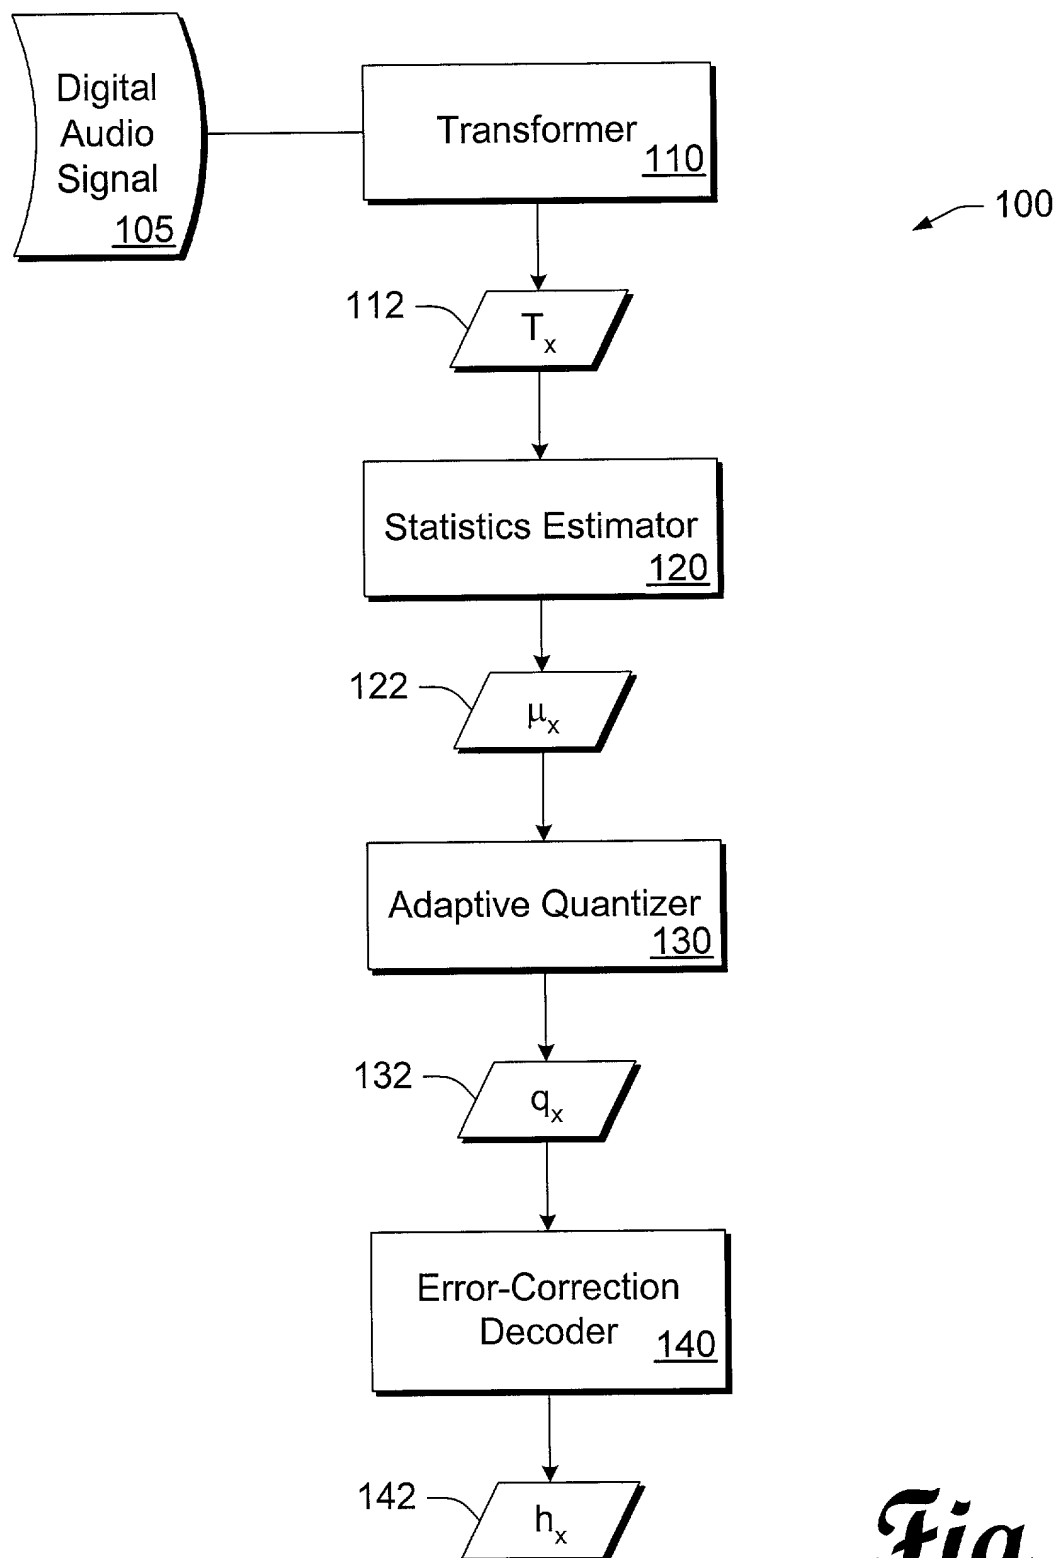 Digital
Audio
Signal
105
Transformer
110
100
112
Tx
Statistics Estimator
120
122
μx
Adaptive Quantizer
130
132
qx
Error-Correction
Decoder
140
142
hx
Fig